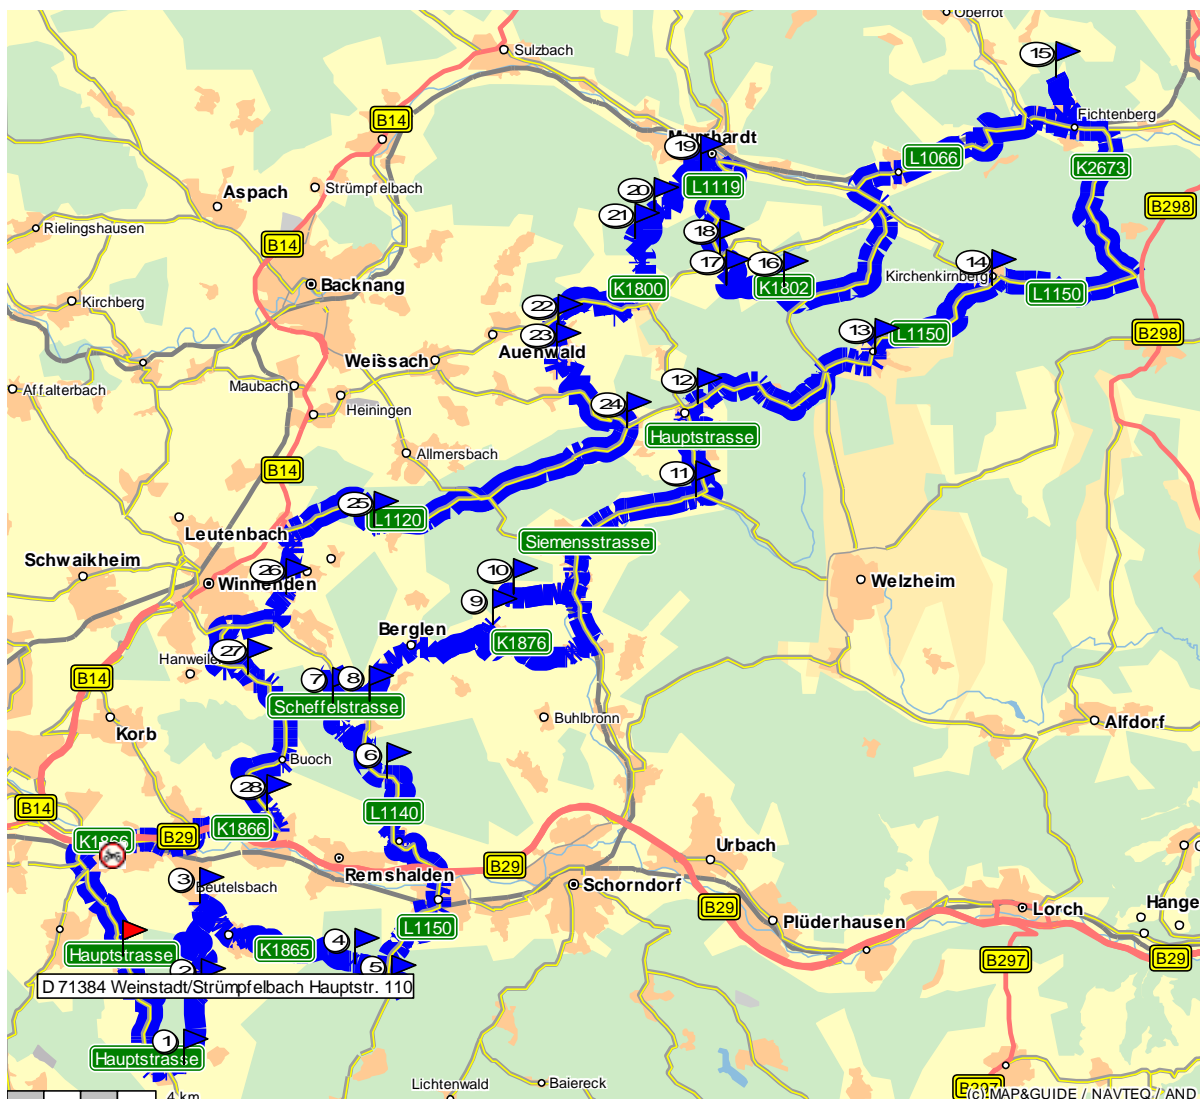 Oberrot
Sulzbach
15
B14
Fichtenberg
Murrhardt
19
L1066
K2673
Strümpfelbach
Aspach
20
L1119
B298
21
18
Rielingshausen
B14
17
16
14
Kirchenkirnberg
Backnang
K1800
K1802
L1150
Kirchberg
22
23
13
L1150
B298
Auenwald
Weissach
Maubach
12
Affalterbach
Heiningen
24
Hauptstrasse
Allmersbach
B14
11
25
L1120
Leutenbach
Siemensstrasse
Schwaikheim
26
10
Winnenden
Welzheim
9
Berglen
K1876
27
Hanweiler
7
8
B14
Scheffelstrasse
Buhlbronn
Alfdorf
Korb
6
Buoch
28
B14
L1140
K1866
B29
K1866
Urbach
B29
Remshalden
3
Beutelsbach
Schorndorf
B29
Lorch
Hange
Plüderhausen
L1150
4
K1865
Hauptstrasse
5
B297
B29
2
D 71384 Weinstadt/Strümpfelbach Hauptstr. 110
1
Hauptstrasse
Lichtenwald
Baiereck
B297
4 km
(c) MAP&GUIDE / NAVTEQ / AND